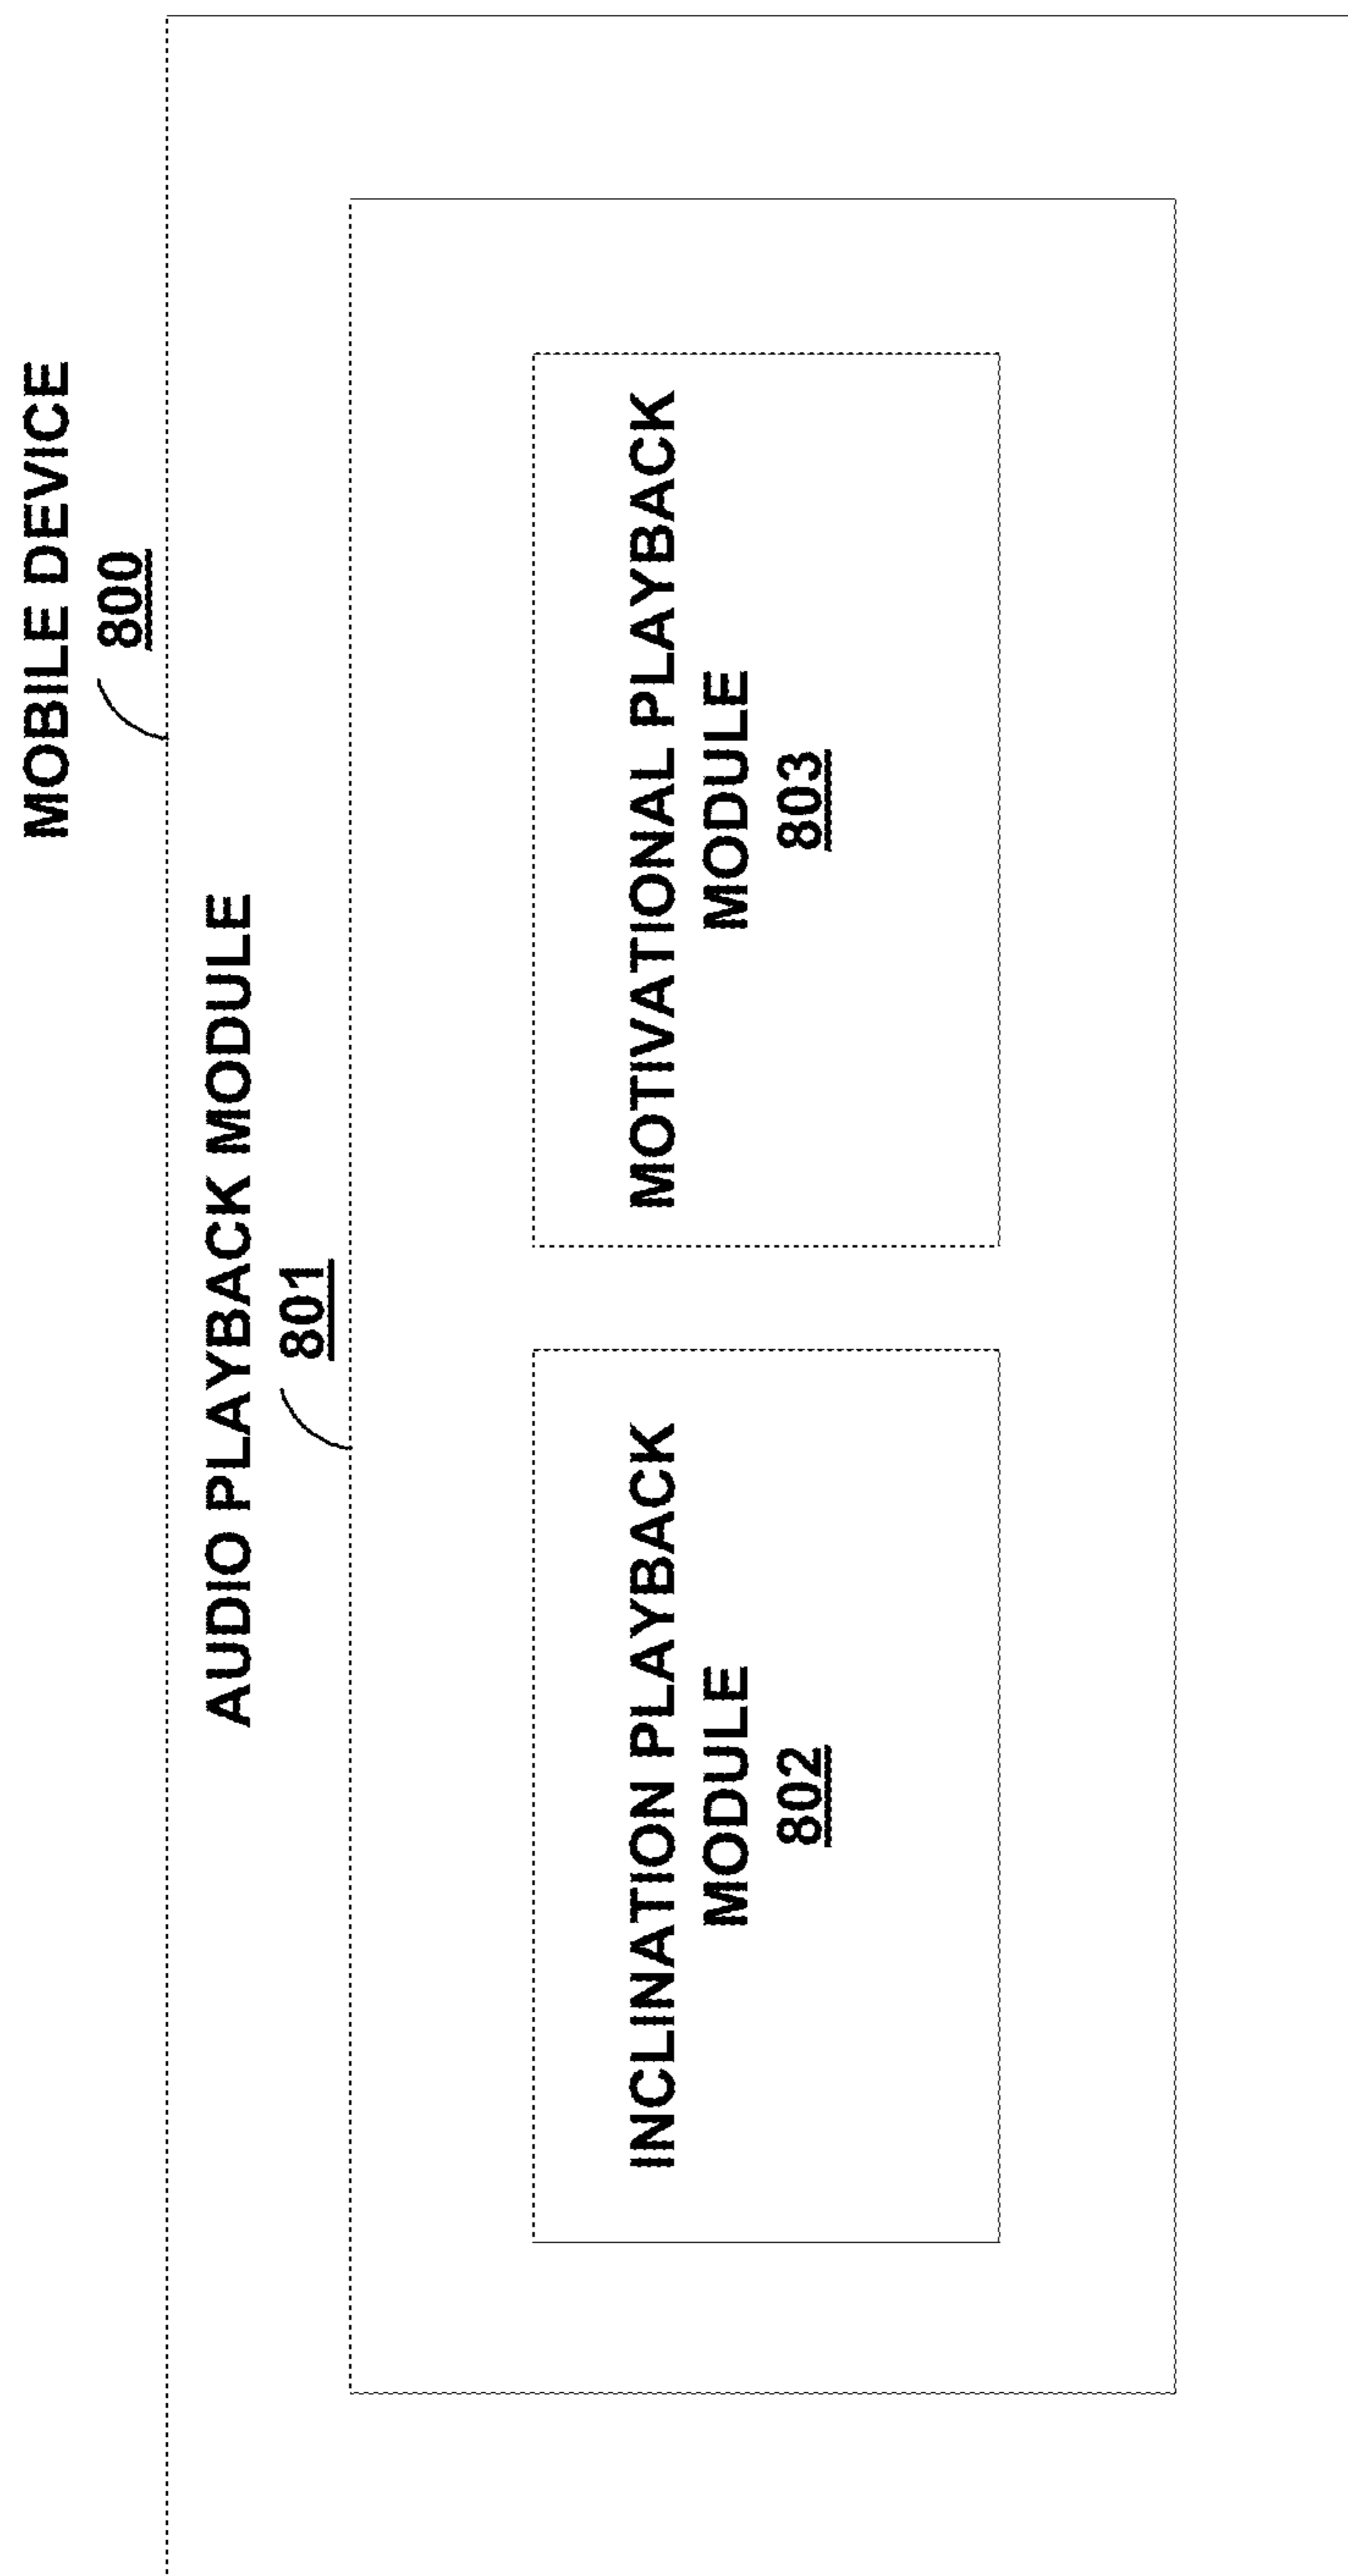 MOBILE DEVICE
800
AUDIO PLAYBACK MODULE
801
INCLINATION PLAYBACK
MODULE
802
MOTIVATIONAL PLAYBACK
MODULE
803